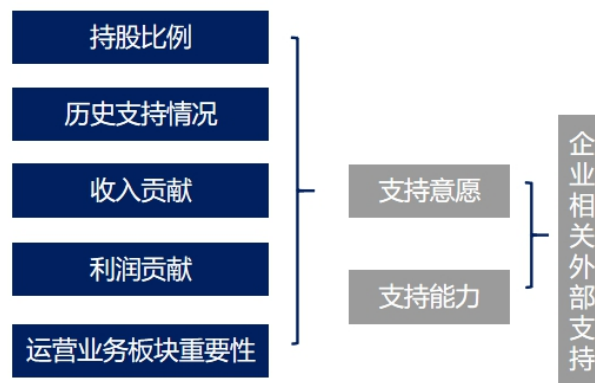 持股比例
历史支持情况
收入贡献
利润贡献
运营业务板块重要性
支持意愿
支持能力
企业相关外部支持